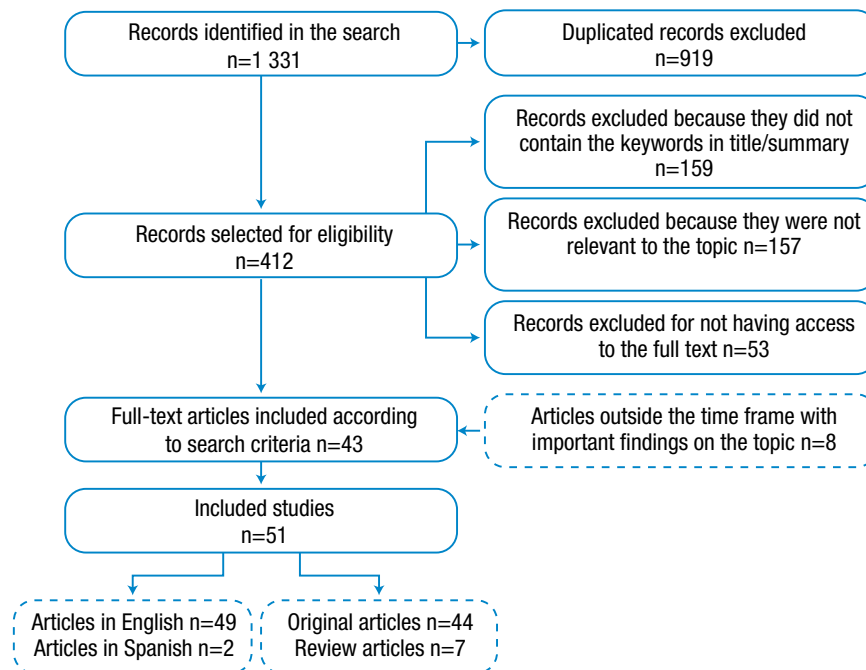 Records identified in the search
n=1 331
Duplicated records excluded
n=919
Records excluded because they did not
contain the keywords in title/summary
n=159
Records selected for eligibility
n=412
Records excluded because they were not
relevant to the topic n=157
Records excluded for not having access
to the full text n=53
Full-text articles included according
to search criteria n=43
Articles outside the time frame with
important findings on the topic n=8
Included studies
n=51
Articles in English n=49
Articles in Spanish n=2
Original articles n=44
Review articles n=7